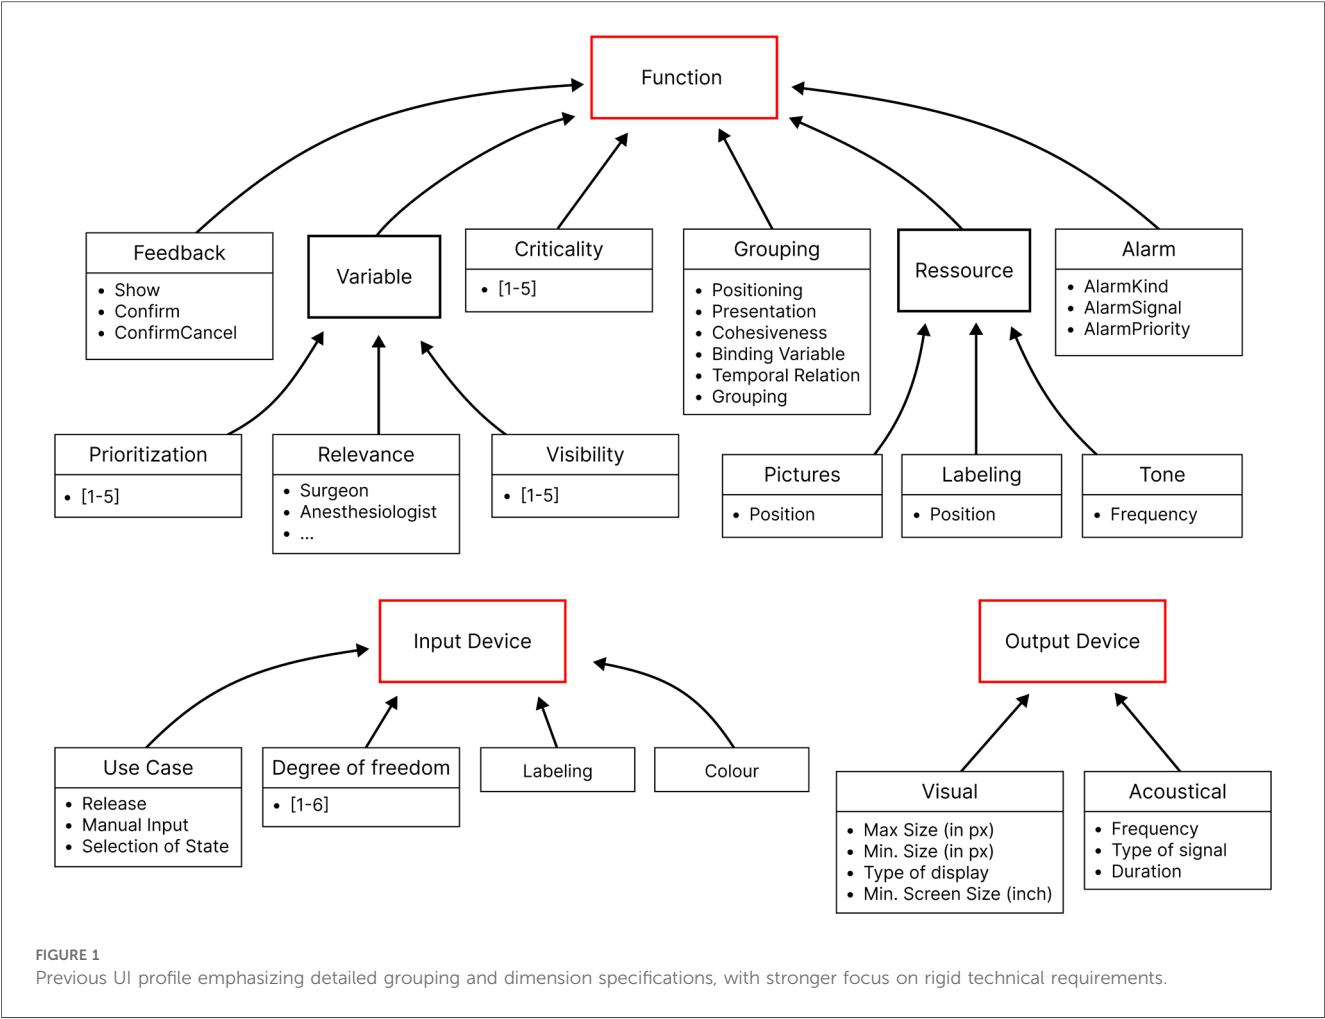 Function
Feedback
• Show
• Confirm
• ConfirmCancel
Variable
Criticality
• [1-5]
Grouping
• Positioning
• Presentation
• Cohesiveness
• Binding Variable
• Temporal Relation
• Grouping
Ressource
Alarm
• AlarmKind
• AlarmSignal
• AlarmPriority
Prioritization
• [1-5]
Relevance
• Surgeon
• Anesthesiologist
• ...
Visibility
• [1-5]
Pictures
• Position
Labeling
• Position
Tone
• Frequency
Input Device
Output Device
Use Case
• Release
• Manual Input
• Selection of State
Degree of freedom
• [1-6]
Labeling
Colour
Visual
• Max Size (in px)
• Min. Size (in px)
• Type of display
• Min. Screen Size (inch)
Acoustical
• Frequency
• Type of signal
• Duration
FIGURE 1
Previous UI profile emphasizing detailed grouping and dimension specifications, with stronger focus on rigid technical requirements.